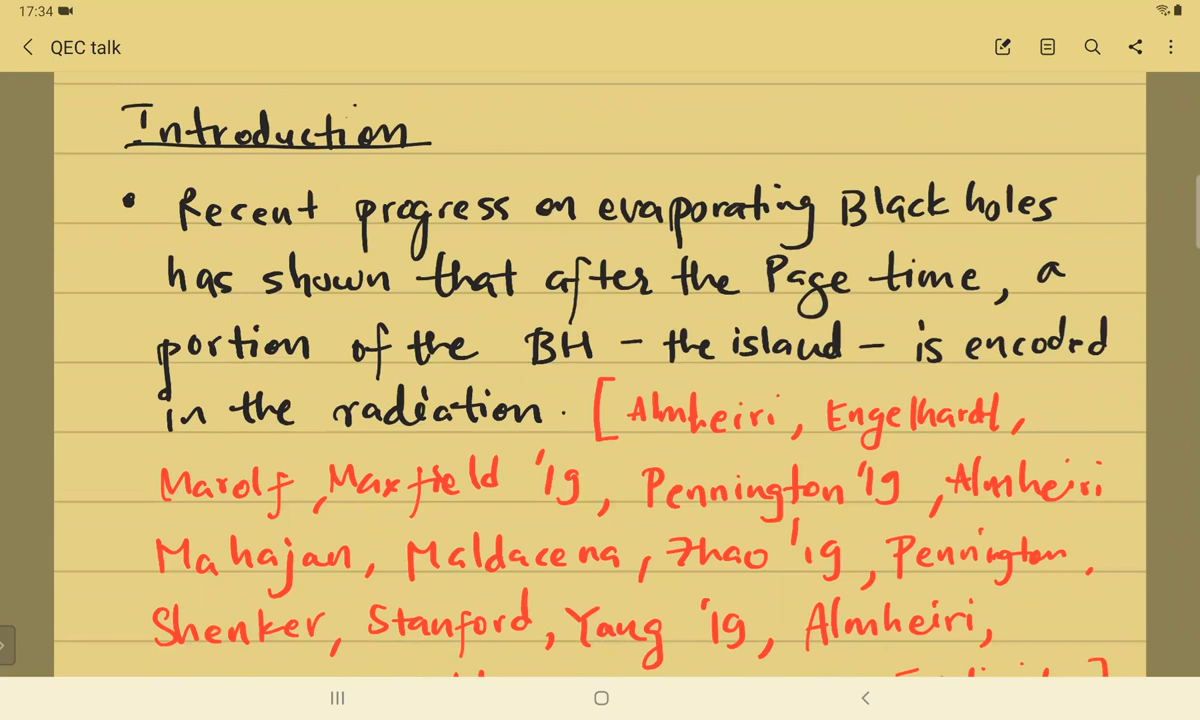 17:34
QEC talk
Introduction
• Recent progress on evaporating Black holes
has shown that after the Page time, a
portion of the BH - the island - is encoded
in the radiation. [Almheiri, Engelhardt,
Marolf, Maxfield '19, Pennington '19, Almheiri
Mahajan, Maldacena, Zhao '19, Pennington,
Shenker, Stanford, Yang '19, Almheiri,